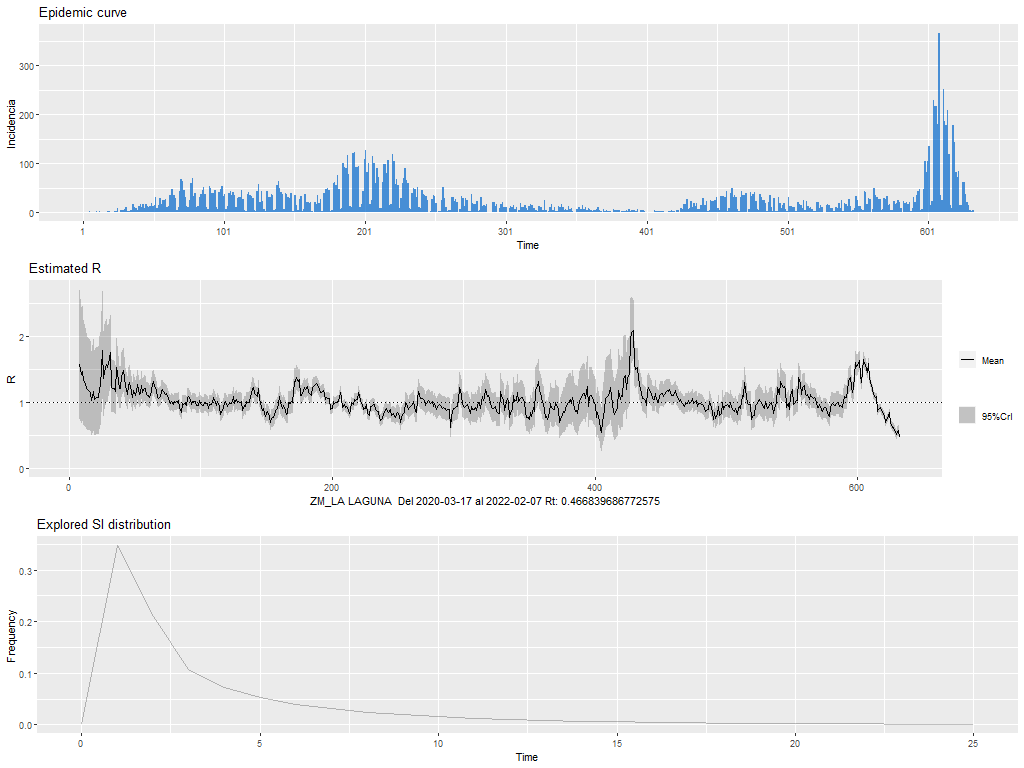 Epidemic curve
Incidencia
300
200
100
0
1 101 201 301 401 501 601
Time
Estimated R
R
2
1
0
0 200 400 600
ZM_LA LAGUNA Del 2020-03-17 al 2022-02-07 Rt: 0.466839686772575
Mean
95%CrI
Explored SI distribution
Frequency
0.3
0.2
0.1
0.0
0 5 10 15 20 25
Time